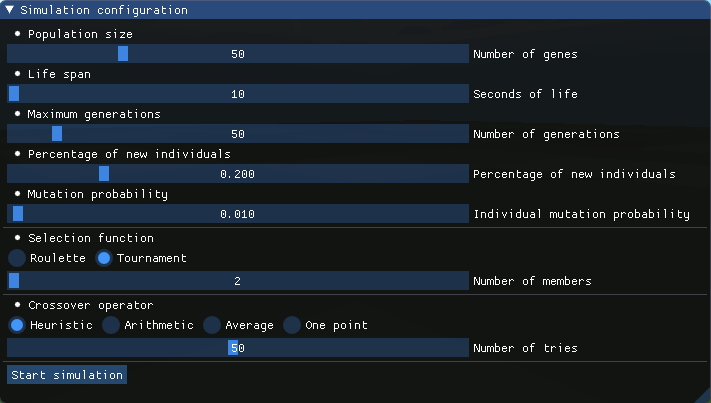 Simulation configuration
Population size
50 Number of genes
Life span
10 Seconds of life
Maximum generations
50 Number of generations
Percentage of new individuals
0.200 Percentage of new individuals
Mutation probability
0.010 Individual mutation probability
Selection function
Roulette Tournament
2 Number of members
Crossover operator
Heuristic Arithmetic Average One point
50 Number of tries
Start simulation